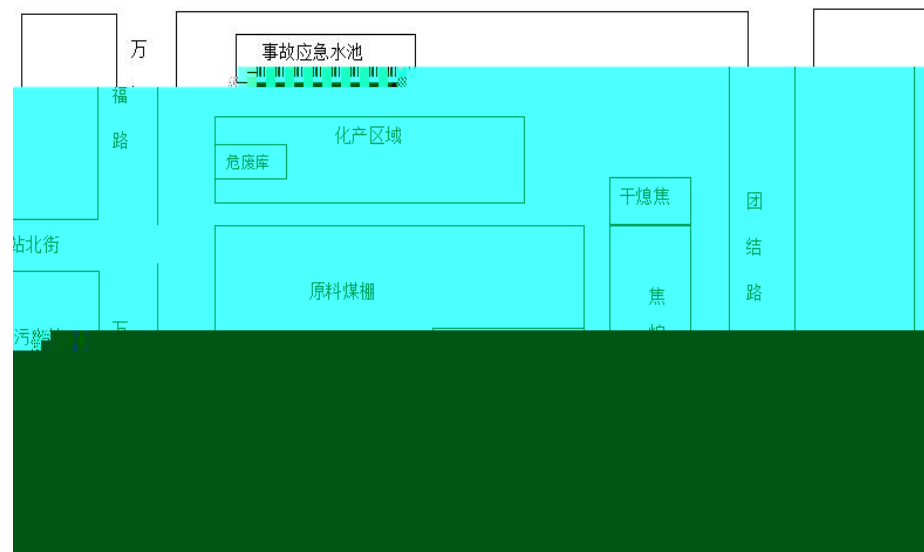 万
事故应急水池
福
路
化产区域
危废库
干熄焦
团
结
路
站北街
原料煤棚
焦
万
污